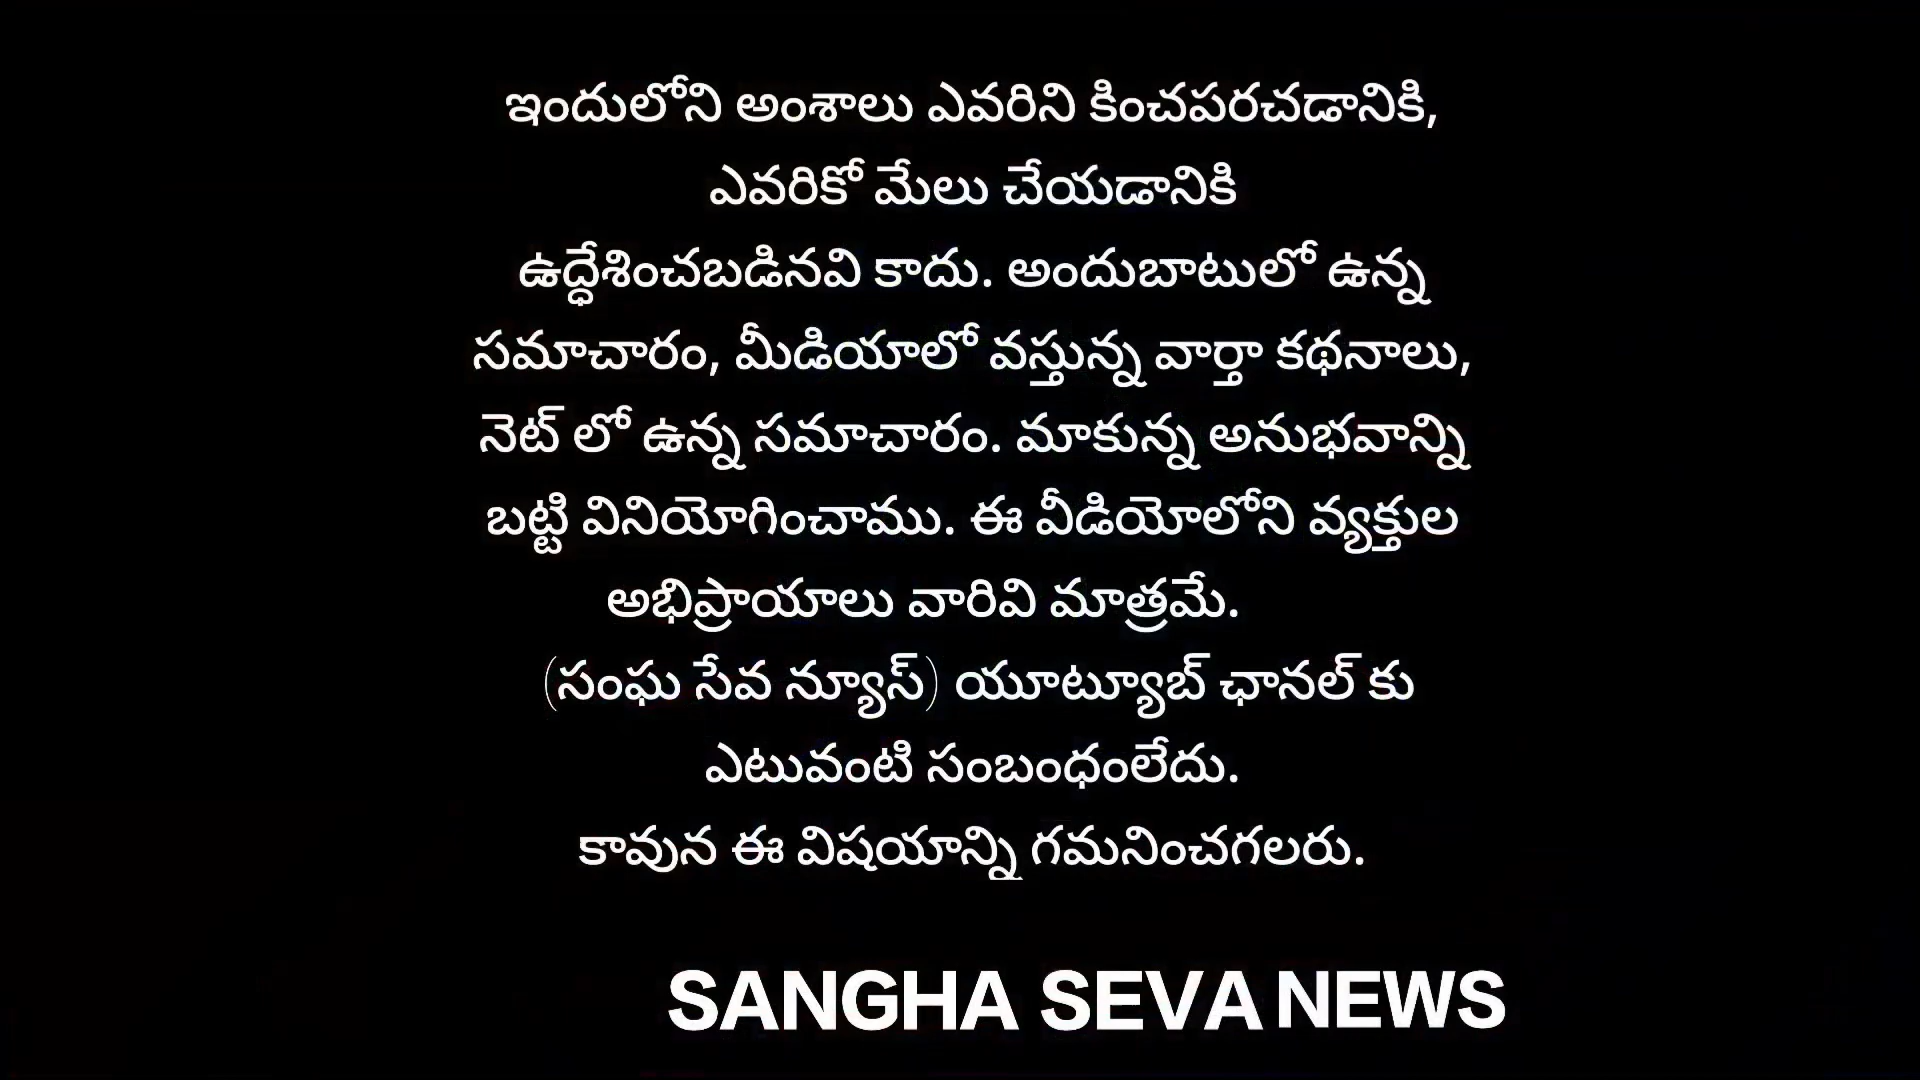 ఇందులోని అంశాలు ఎవరిని కించపరచడానికి,
ఎవరికో మేలు చేయడానికి
ఉద్ధేశించబడినవి కాదు. అందుబాటులో ఉన్న
సమాచారం, మీడియాలో వస్తున్న వార్తా కథనాలు,
నెట్ లో ఉన్న సమాచారం. మాకున్న అనుభవాన్ని
బట్టి వినియోగించాము. ఈ వీడియోలోని వ్యక్తుల
అభిప్రాయాలు వారివి మాత్రమే.
(సంఘ సేవ న్యూస్) యూట్యూబ్ ఛానల్ కు
ఎటువంటి సంబంధంలేదు.
కావున ఈ విషయాన్ని గమనించగలరు.
SANGHA SEVA NEWS